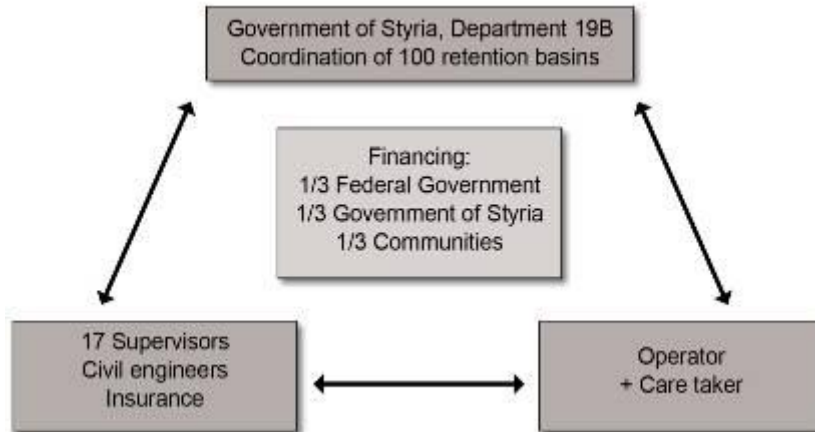 Government of Styria, Department 19B
Coordination of 100 retention basins
Financing:
1/3 Federal Government
1/3 Government of Styria
1/3 Communities
17 Supervisors
Civil engineers
Insurance
Operator
+ Care taker